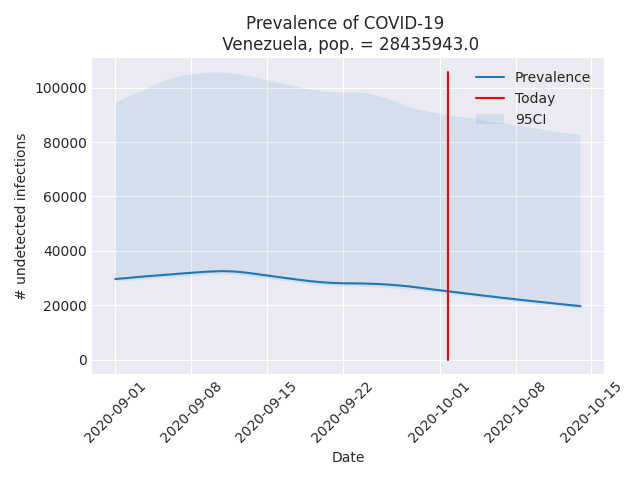 Prevalence of COVID-19
Venezuela, pop. = 28435943.0
Prevalence
Today
95CI
# undetected infections
100000
80000
60000
40000
20000
0
2020-09-01
2020-09-08
2020-09-15
2020-09-22
2020-10-01
2020-10-08
2020-10-15
Date